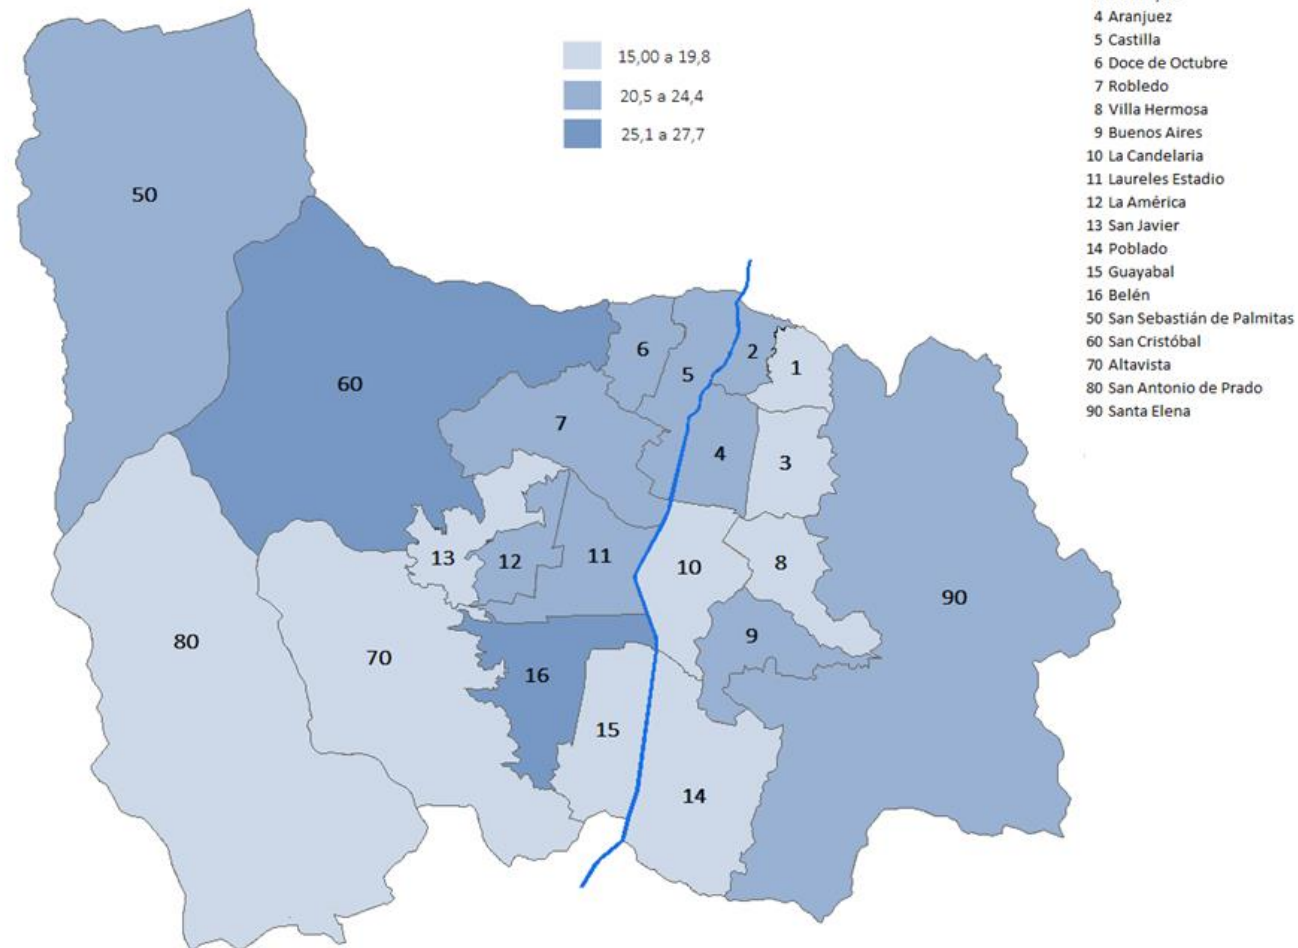 4 Aranjuez
5 Castilla
6 Doce de Octubre
7 Robledo
8 Villa Hermosa
9 Buenos Aires
10 La Candelaria
11 Laureles Estadio
12 La América
13 San Javier
14 Poblado
15 Guayabal
16 Belén
50 San Sebastián de Palmitas
60 San Cristóbal
70 Altavista
80 San Antonio de Prado
90 Santa Elena
15,00 a 19,8
20,5 a 24,4
25,1 a 27,7
50
60
6
2
1
5
7
4
3
13
12
11
10
8
90
9
80
70
16
15
14